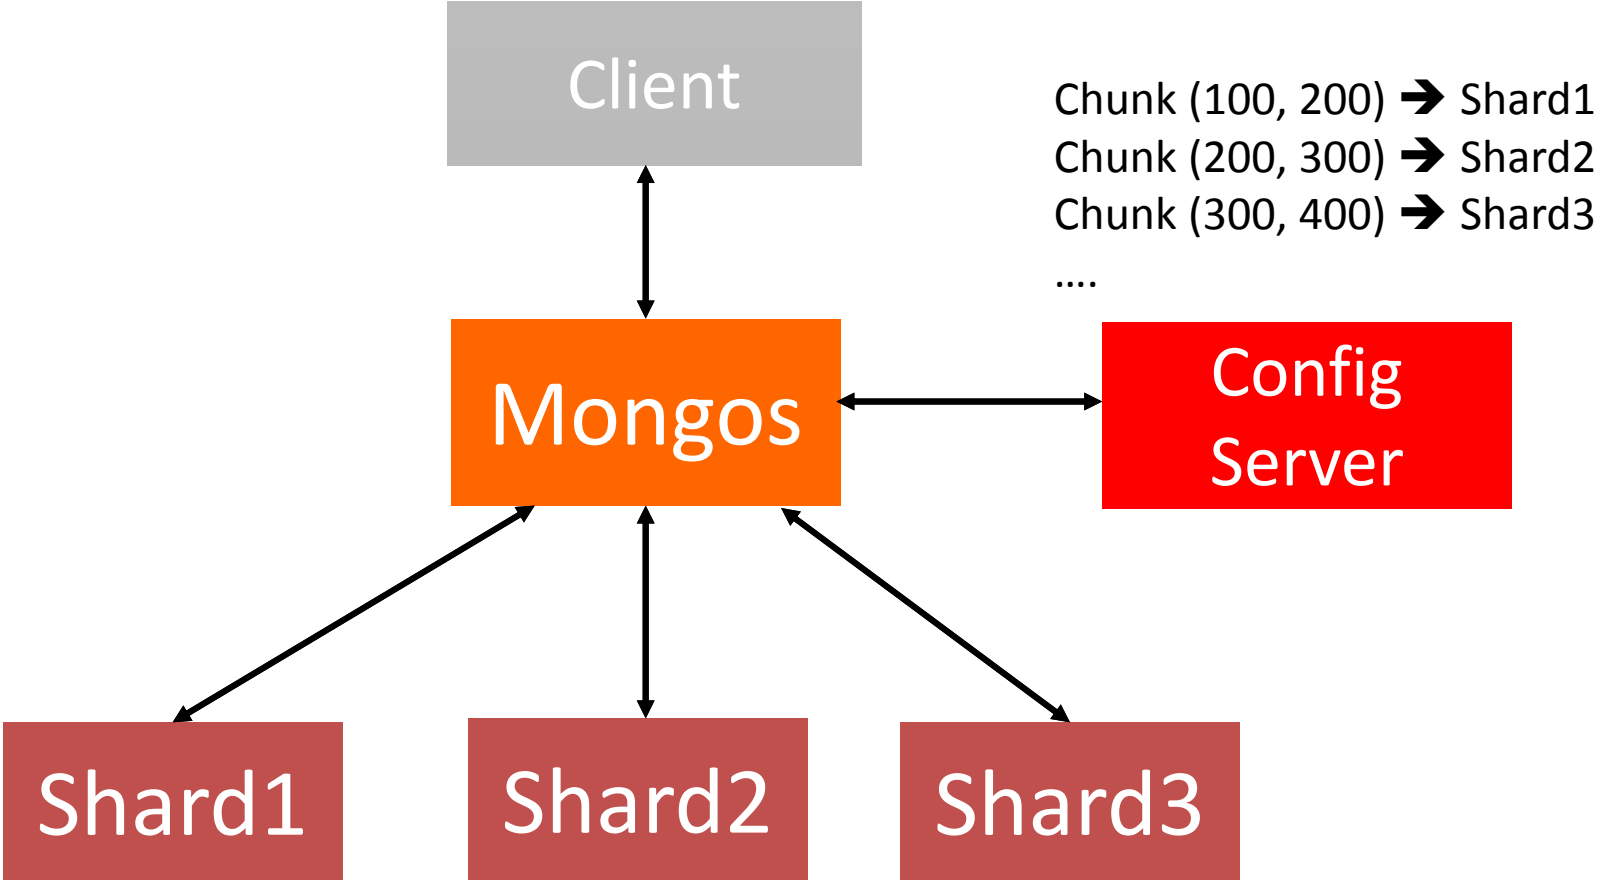 Client
Chunk (100, 200) 🡺 Shard1
Chunk (200, 300) 🡺 Shard2
Chunk (300, 400) 🡺 Shard3
....
Mongos
Config
Server
Shard1
Shard2
Shard3